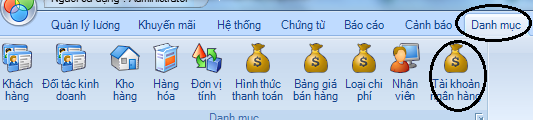 Người sử dụng : Administrator
Quản lý lương Khuyến mãi Hệ thống Chứng từ Báo cáo Cảnh báo Danh mục
Khách hàng
Đối tác kinh doanh
Kho hàng
Hàng hóa
Đơn vị tính
Hình thức thanh toán
Bảng giá bán hàng
Loại chi phí
Nhân viên
Tài khoản ngân hàng
Danh mục